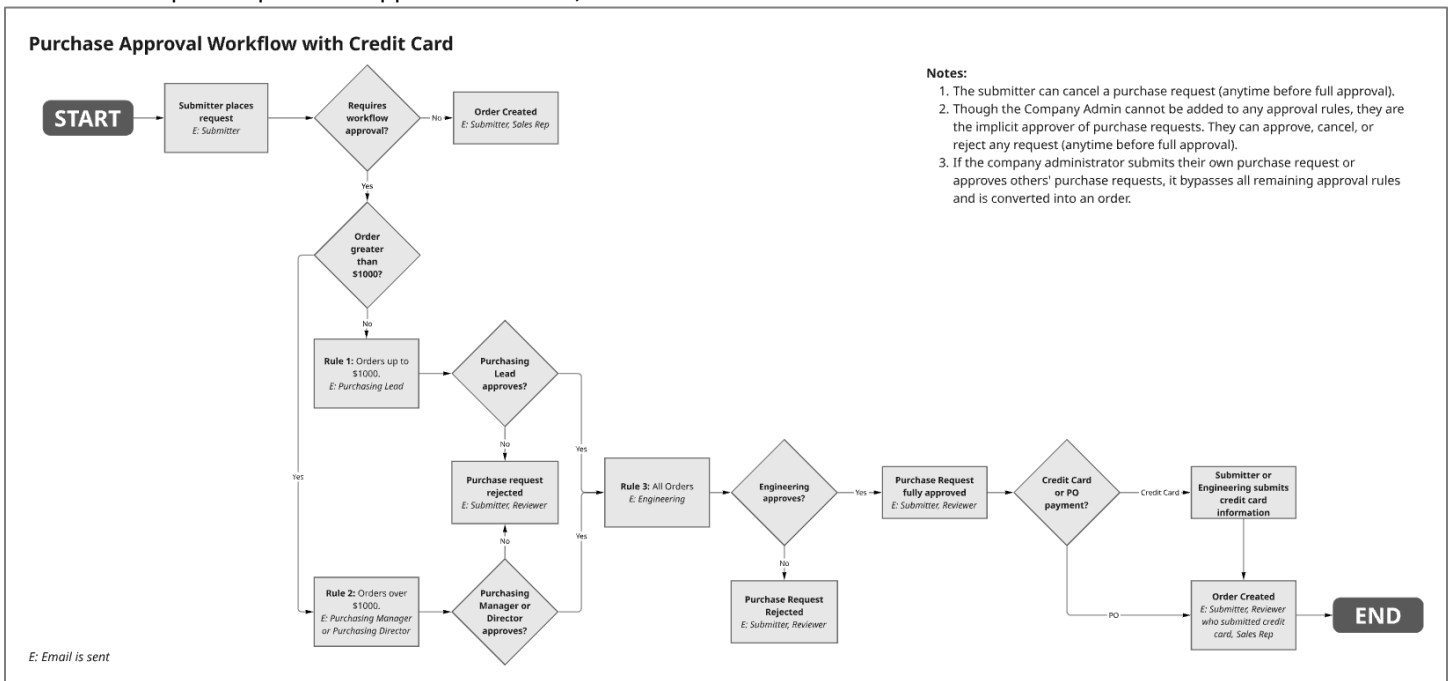 Purchase Approval Workflow with Credit Card
START
Submitter places
request
E: Submitter
Requires
workflow
approval?
No
Order Created
E: Submitter, Sales Rep
Notes:
1. The submitter can cancel a purchase request (anytime before full approval).
2. Though the Company Admin cannot be added to any approval rules, they are
the implicit approver of purchase requests. They can approve, cancel, or
reject any request (anytime before full approval).
3. If the company administrator submits their own purchase request or
approves others' purchase requests, it bypasses all remaining approval rules
and is converted into an order.
Yes
Order
greater
than
$1000?
No
Rule 1: Orders up to
$1000.
E: Purchasing Lead
Purchasing
Lead
approves?
No
Yes
Yes
Purchase request
rejected
E: Submitter, Reviewer
No
Yes
Rule 2: Orders over
$1000.
E: Purchasing Manager
or Purchasing Director
Purchasing
Manager or
Director
approves?
Rule 3: All Orders
E: Engineering
Engineering
approves?
Yes
No
Purchase Request
Rejected
E: Submitter, Reviewer
Purchase Request
fully approved
E: Submitter, Reviewer
Credit Card
or PO
payment?
Credit Card
Submitter or
Engineering submits
credit card
information
PO
Order Created
E: Submitter, Reviewer
who submitted credit
card, Sales Rep
END
E: Email is sent